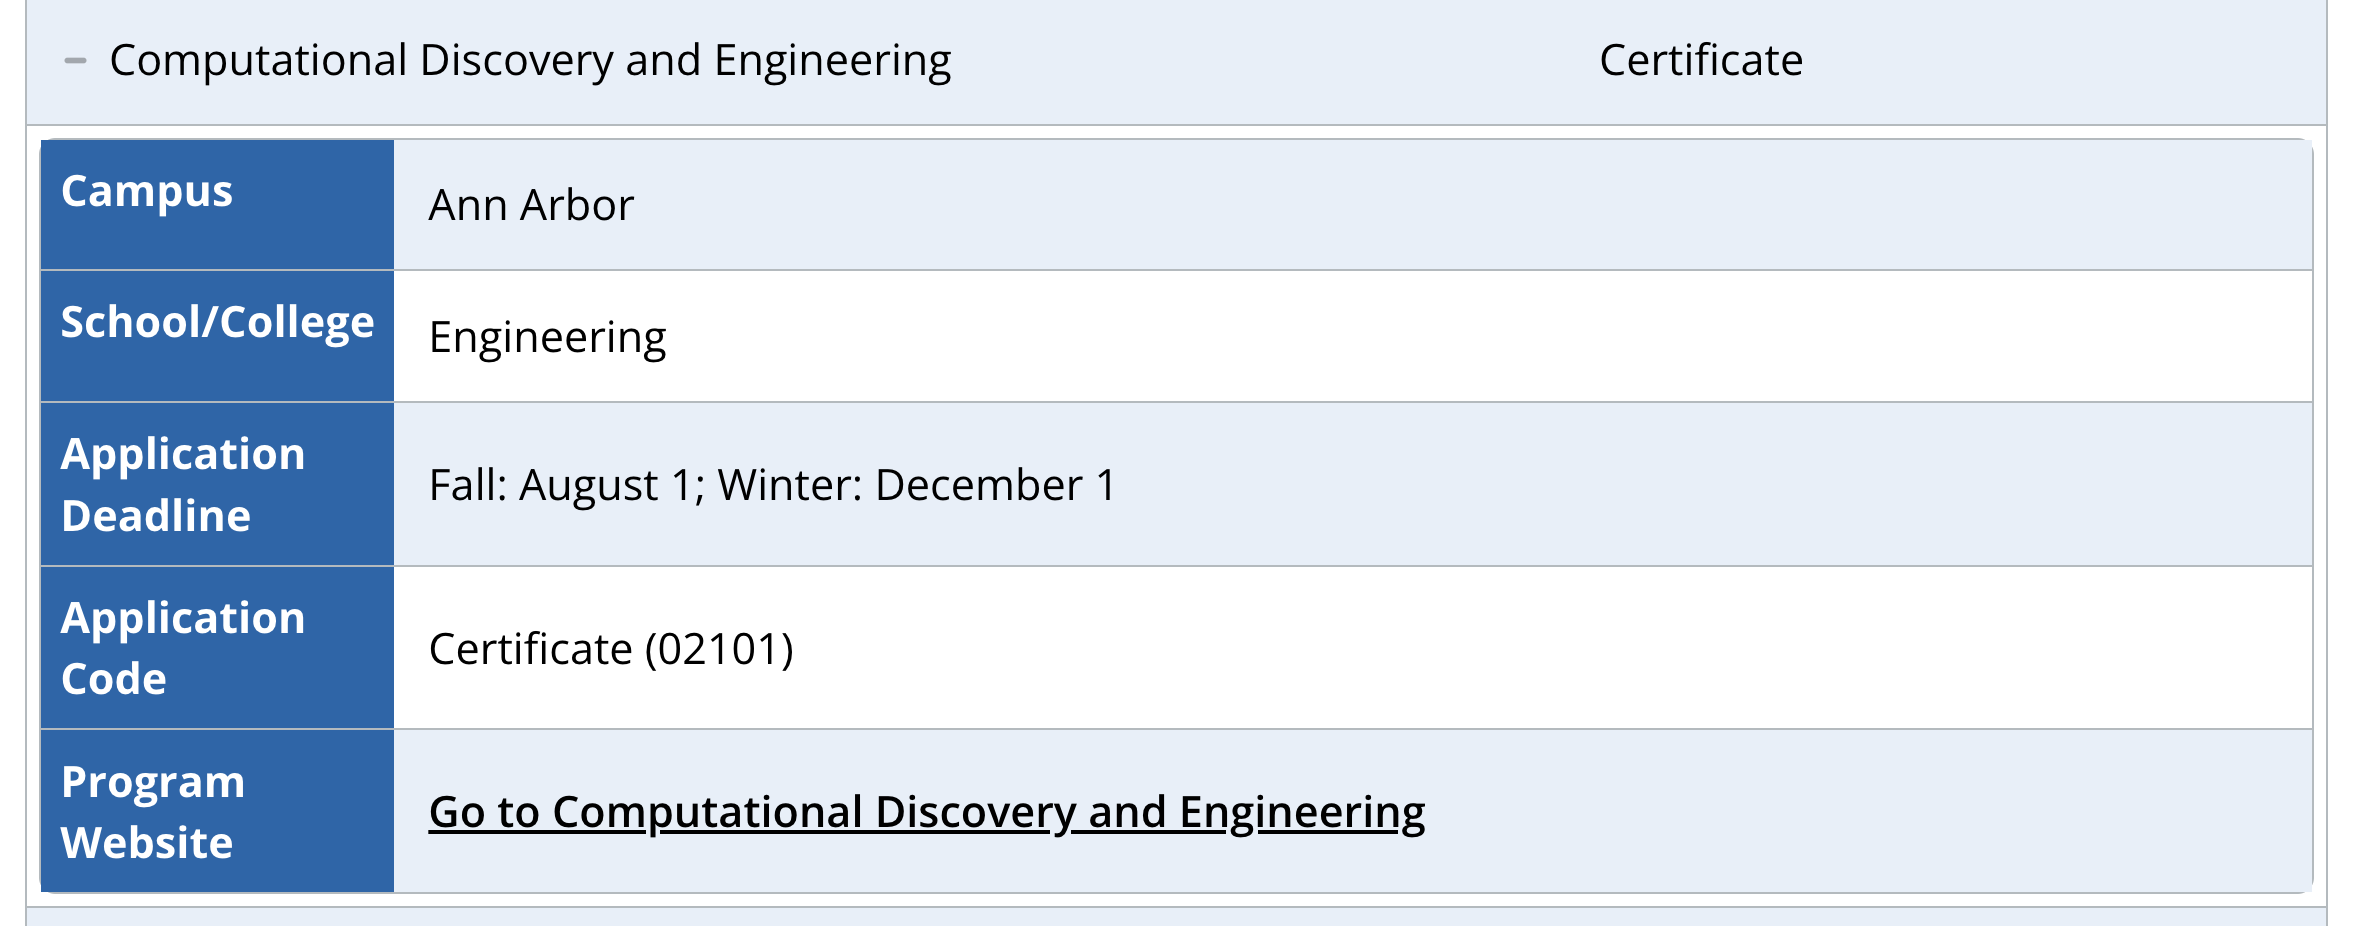 Computational Discovery and Engineering Certificate
Campus Ann Arbor
School/College Engineering
Application
Deadline
Fall: August 1; Winter: December 1
Application
Code
Certificate (02101)
Program
Website
Go to Computational Discovery and Engineering